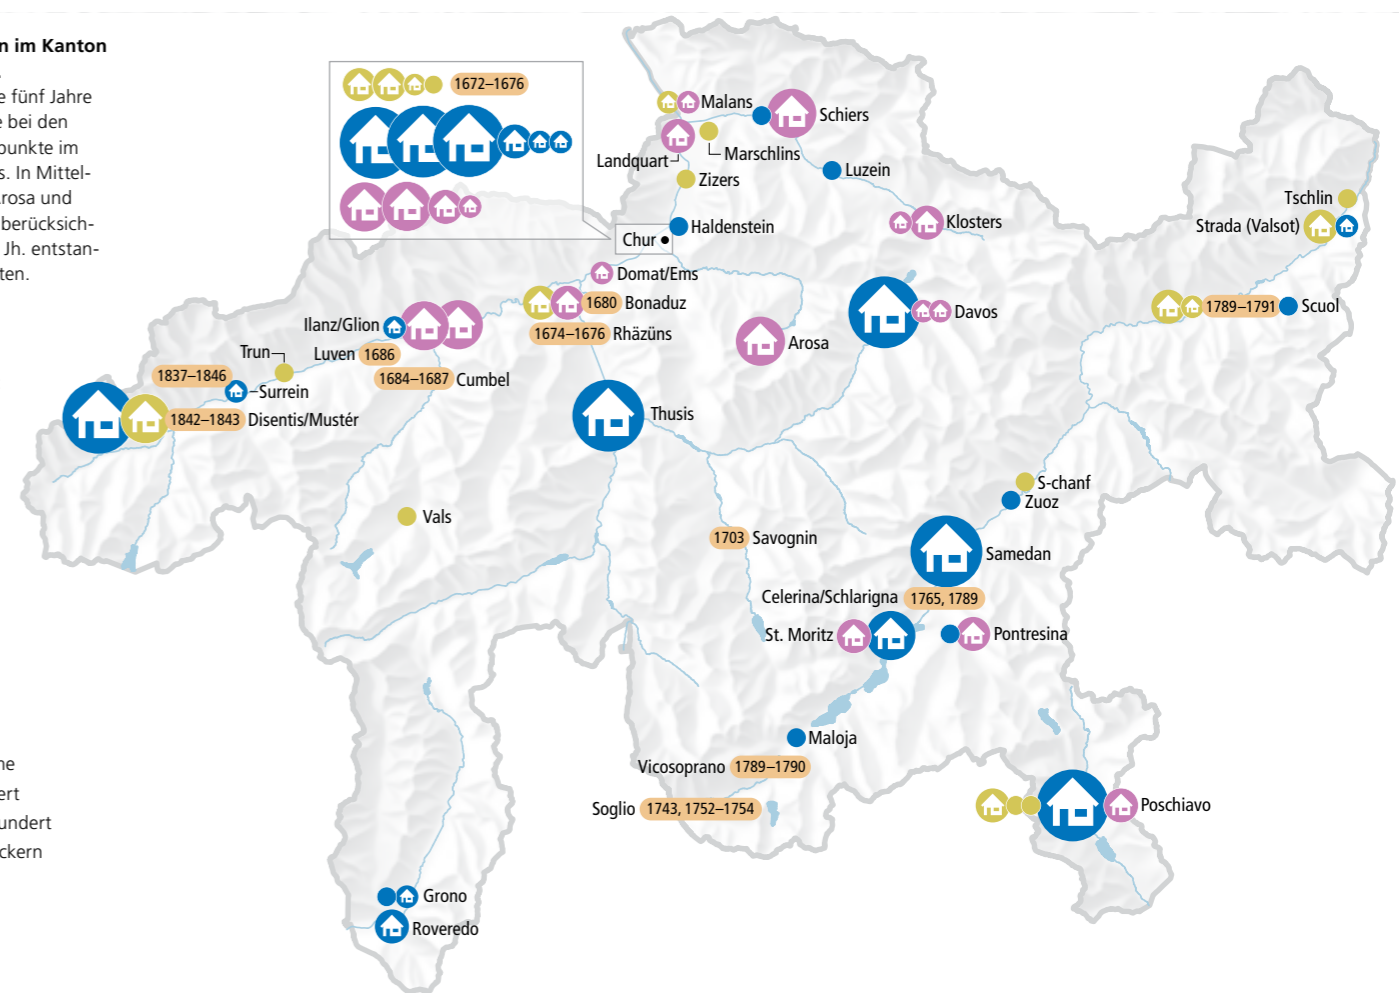 n im Kanton
e fünf Jahre
e bei den
punkte im
s. In Mittel-
rosa und
berücksich-
Jh. entstan-
ten.
ne
ert
undert
ckern
1672–1676
Malans
Schiers
Landquart
Marschlins
Luzein
Zizers
Haldenstein
Chur
Klosters
Tschlin
Strada (Valsot)
Domat/Ems
1680 Bonaduz
1674–1676 Rhäzüns
Davos
1789–1791 Scuol
Arosa
Ilanz/Glion
Luven 1686
Trun
1684–1687 Cumbel
1837–1846
Surrein
1842–1843 Disentis/Mustér
Thusis
S-chanf
Zuoz
Vals
1703 Savognin
Samedan
Celerina/Schlarigna 1765, 1789
St. Moritz
Pontresina
Maloja
Vicosoprano 1789–1790
Soglio 1743, 1752–1754
Poschiavo
Grono
Roveredo